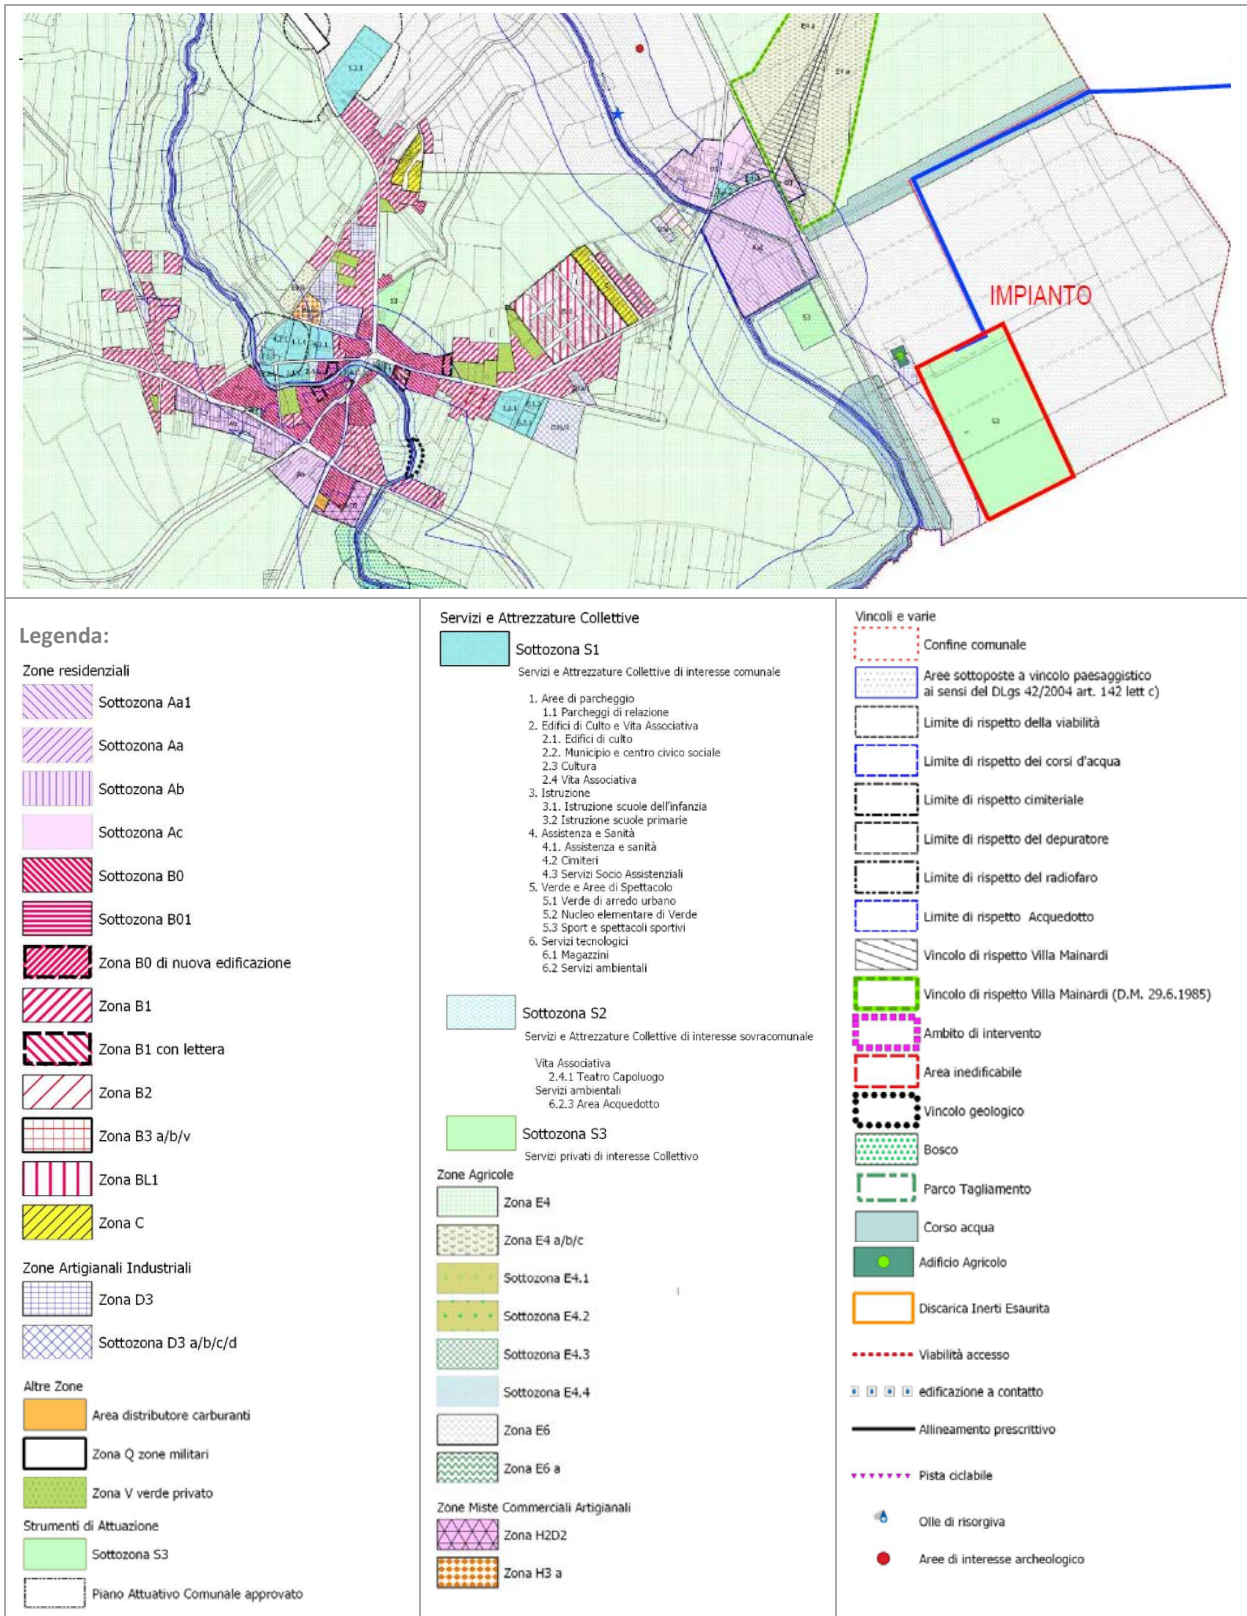 IMPIANTO
S3
S3
S3
Legenda:
Zone residenziali
Sottozona Aa1
Sottozona Aa
Sottozona Ab
Sottozona Ac
Sottozona B0
Sottozona B01
Zona B0 di nuova edificazione
Zona B1
Zona B1 con lettera
Zona B2
Zona B3 a/b/v
Zona BL1
Zona C
Zone Artigianali Industriali
Zona D3
Sottozona D3 a/b/c/d
Altre Zone
Area distributore carburanti
Zona Q zone militari
Zona V verde privato
Strumenti di Attuazione
Sottozona S3
Piano Attuativo Comunale approvato
Servizi e Attrezzature Collettive
Sottozona S1
Servizi e Attrezzature Collettive di interesse comunale
1. Aree di parcheggio
1.1 Parcheggi di relazione
2. Edifici di Culto e Vita Associativa
2.1. Edifici di culto
2.2. Municipio e centro civico sociale
2.3 Cultura
2.4 Vita Associativa
3. Istruzione
3.1. Istruzione scuole dell'infanzia
3.2 Istruzione scuole primarie
4. Assistenza e Sanità
4.1. Assistenza e sanità
4.2 Cimiteri
4.3 Servizi Socio Assistenziali
5. Verde e Aree di Spettacolo
5.1 Verde di arredo urbano
5.2 Nucleo elementare di Verde
5.3 Sport e spettacoli sportivi
6. Servizi tecnologici
6.1 Magazzini
6.2 Servizi ambientali
Sottozona S2
Servizi e Attrezzature Collettive di interesse sovracomunale
Vita Associativa
2.4.1 Teatro Capoluogo
Servizi ambientali
6.2.3 Area Acquedotto
Sottozona S3
Servizi privati di interesse Collettivo
Zone Agricole
Zona E4
Zona E4 a/b/c
Sottozona E4.1
Sottozona E4.2
Sottozona E4.3
Sottozona E4.4
Zona E6
Zona E6 a
Zone Miste Commerciali Artigianali
Zona H2D2
Zona H3 a
Vincoli e varie
Confine comunale
Aree sottoposte a vincolo paesaggistico
ai sensi del DLgs 42/2004 art. 142 lett c)
Limite di rispetto della viabilità
Limite di rispetto dei corsi d'acqua
Limite di rispetto cimiteriale
Limite di rispetto del depuratore
Limite di rispetto del radiofaro
Limite di rispetto Acquedotto
Vincolo di rispetto Villa Mainardi
Vincolo di rispetto Villa Mainardi (D.M. 29.6.1985)
Ambito di intervento
Area inedificabile
Vincolo geologico
Bosco
Parco Tagliamento
Corso acqua
Adificio Agricolo
Discarica Inerti Esaurita
Viabilità accesso
edificazione a contatto
Allineamento prescrittivo
Pista ciclabile
Olle di risorgiva
Aree di interesse archeologico